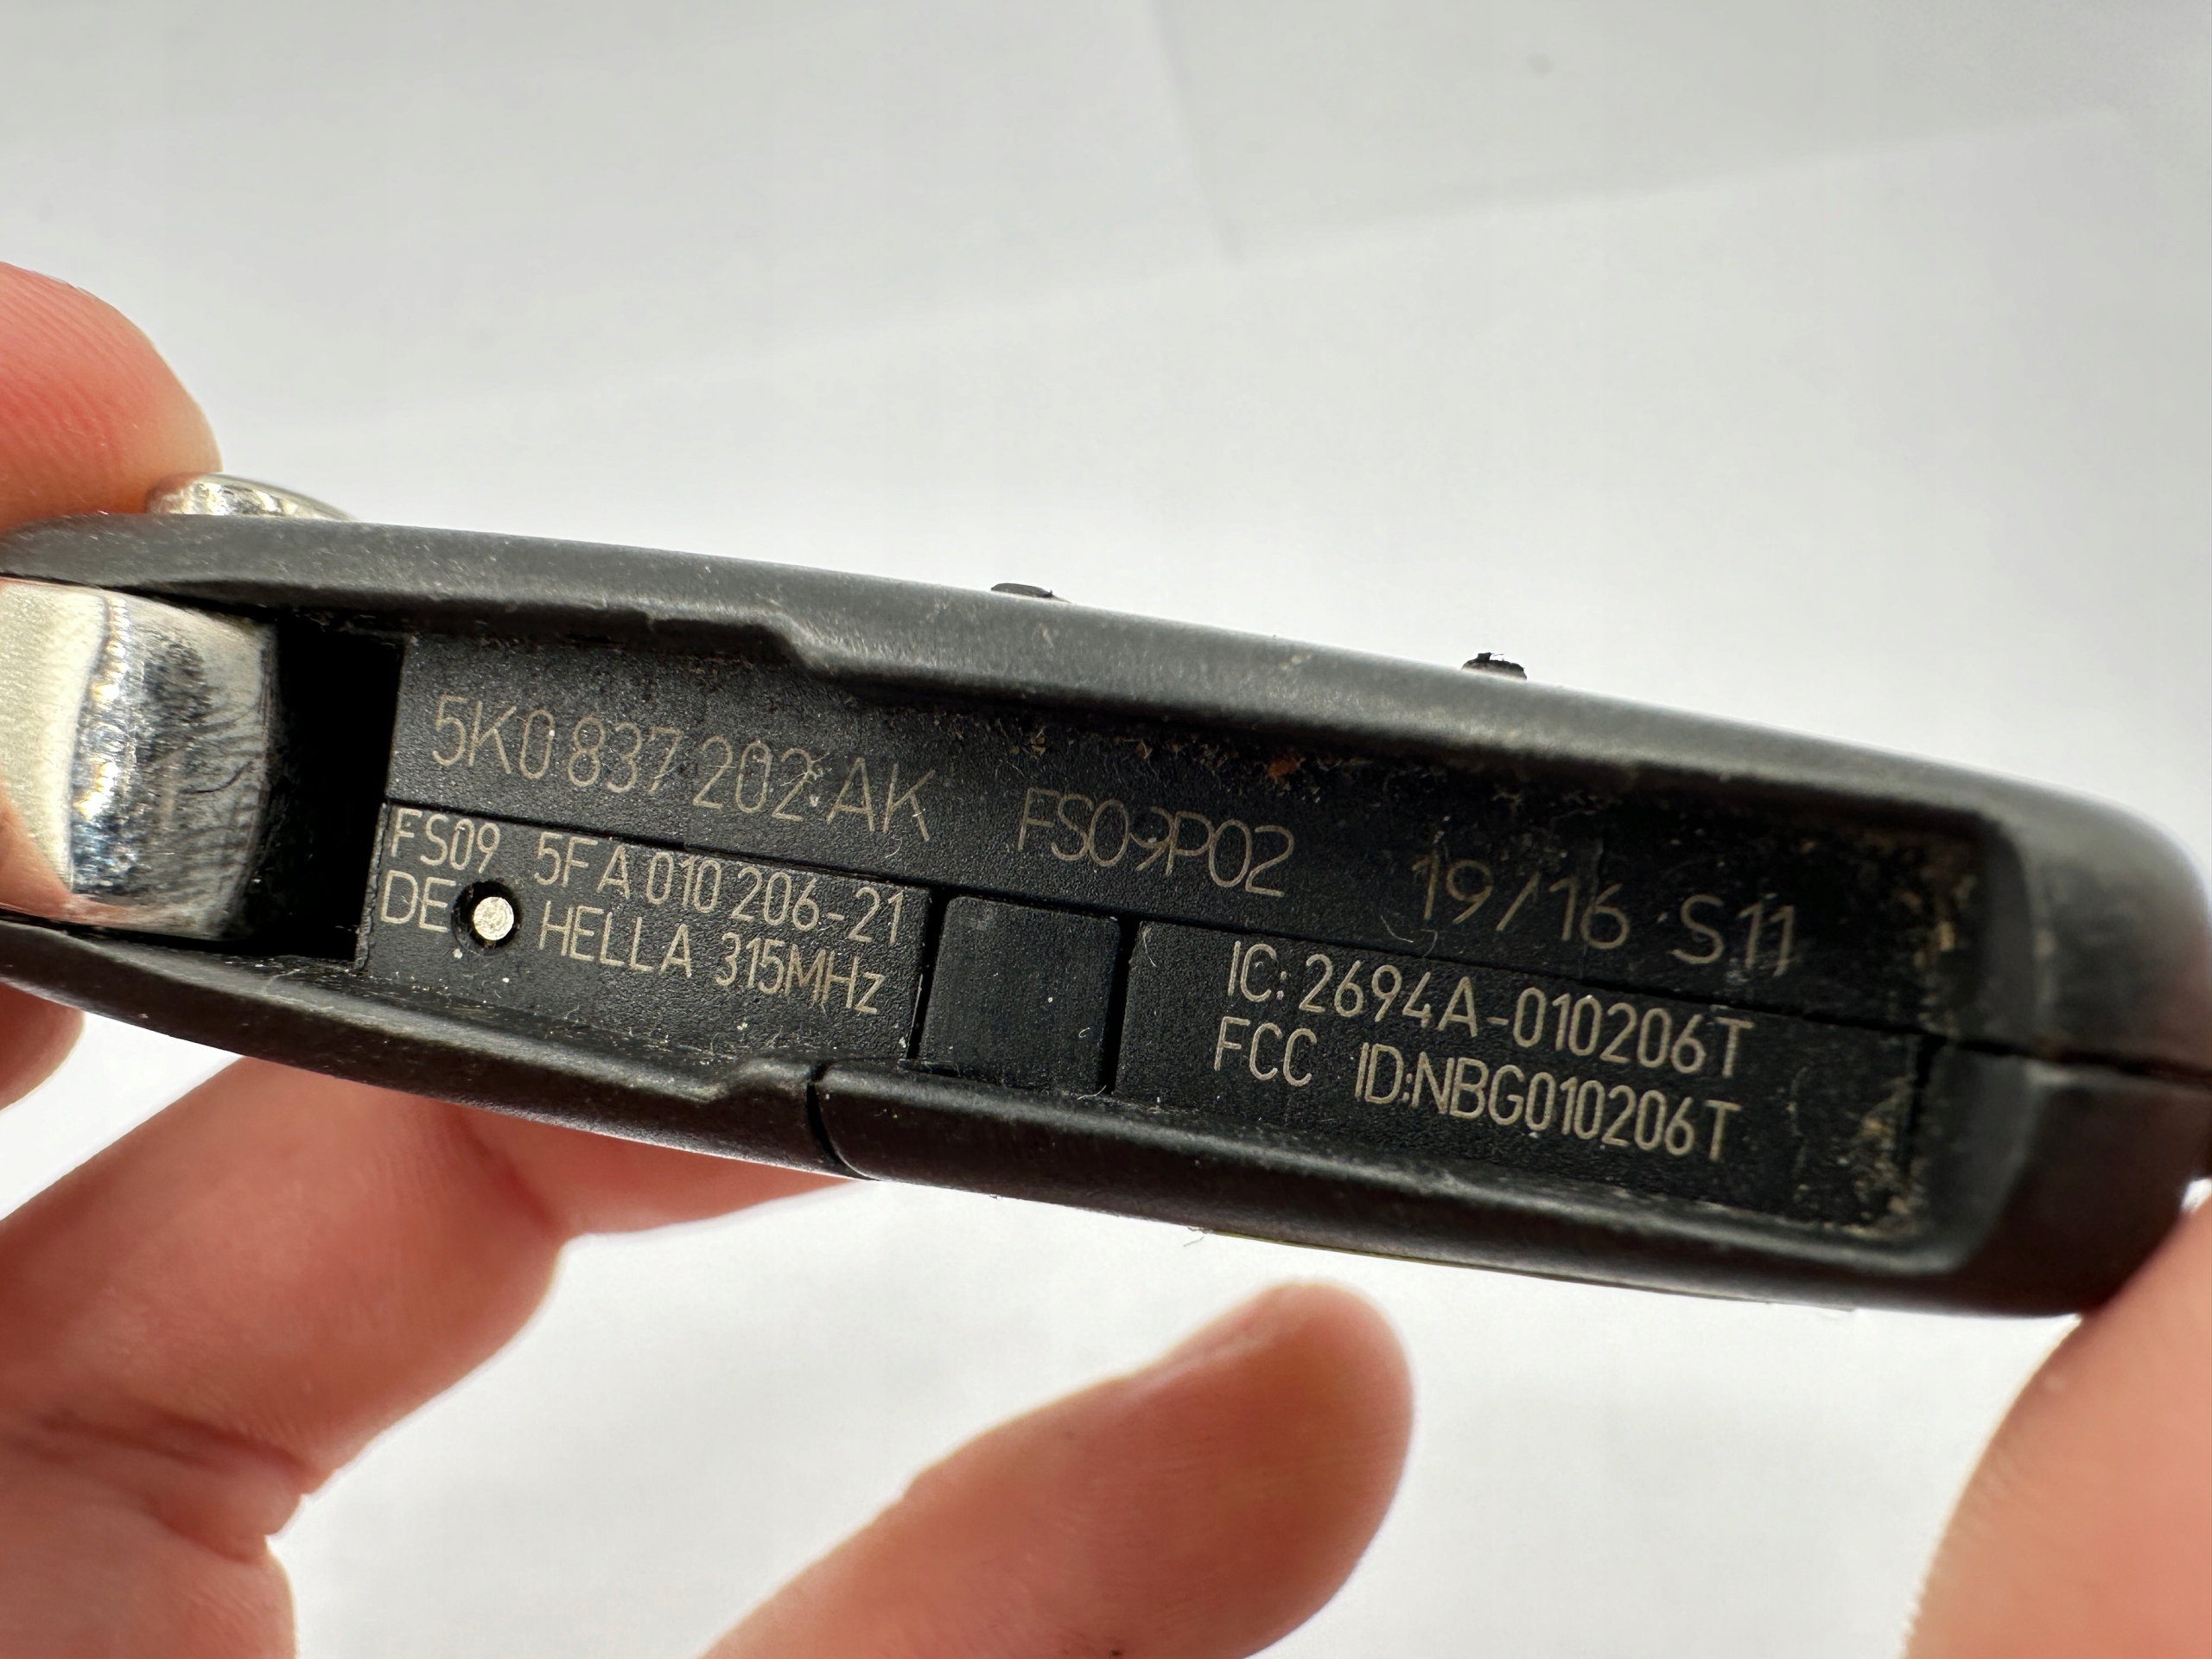 5K0 837 202 AK FS09P02 19/16 S11
FS09 5FA 010 206-21
DE HELLA 315MHz
IC: 2694A-010206T
FCC ID:NBG010206T